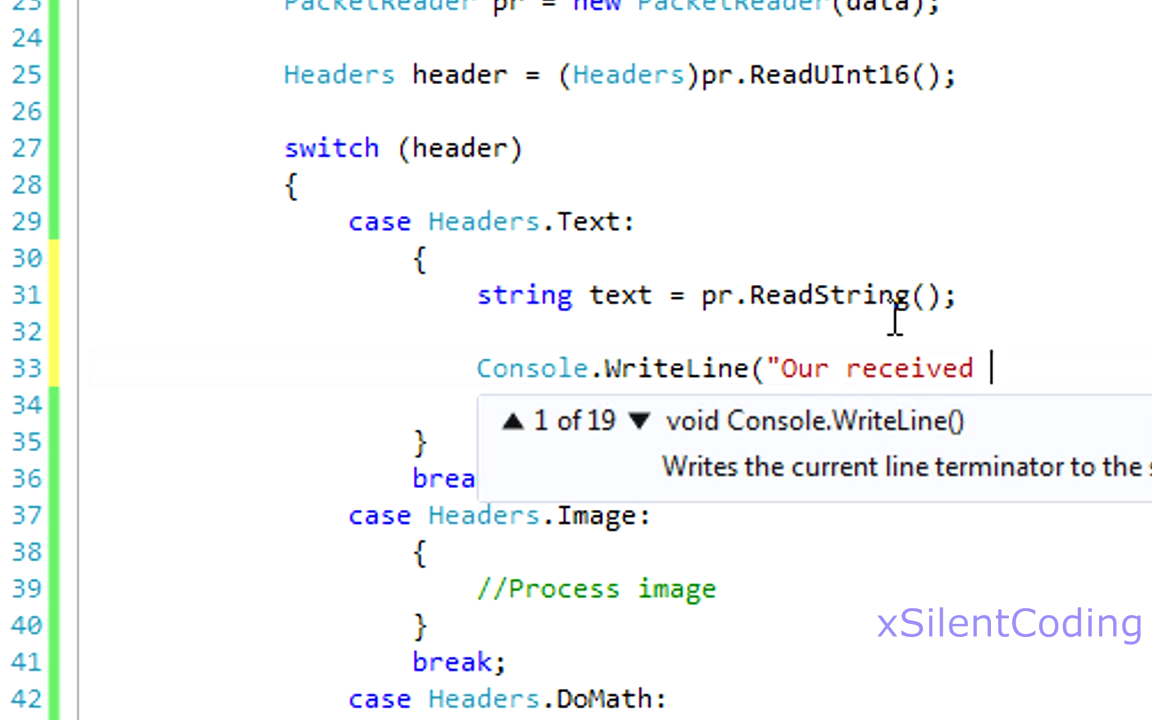 23 PacketReader pr = new PacketReader(data);
24
25 Headers header = (Headers)pr.ReadUInt16();
26
27 switch (header)
28 {
29 case Headers.Text:
30 {
31 string text = pr.ReadString();
32
33 Console.WriteLine("Our received
34 ▲ 1 of 19 ▼ void Console.WriteLine()
35 }
Writes the current line terminator to the
36 brea
37 case Headers.Image:
38 {
39 //Process image
40 }
xSilentCoding
41 break;
42 case Headers.DoMath: